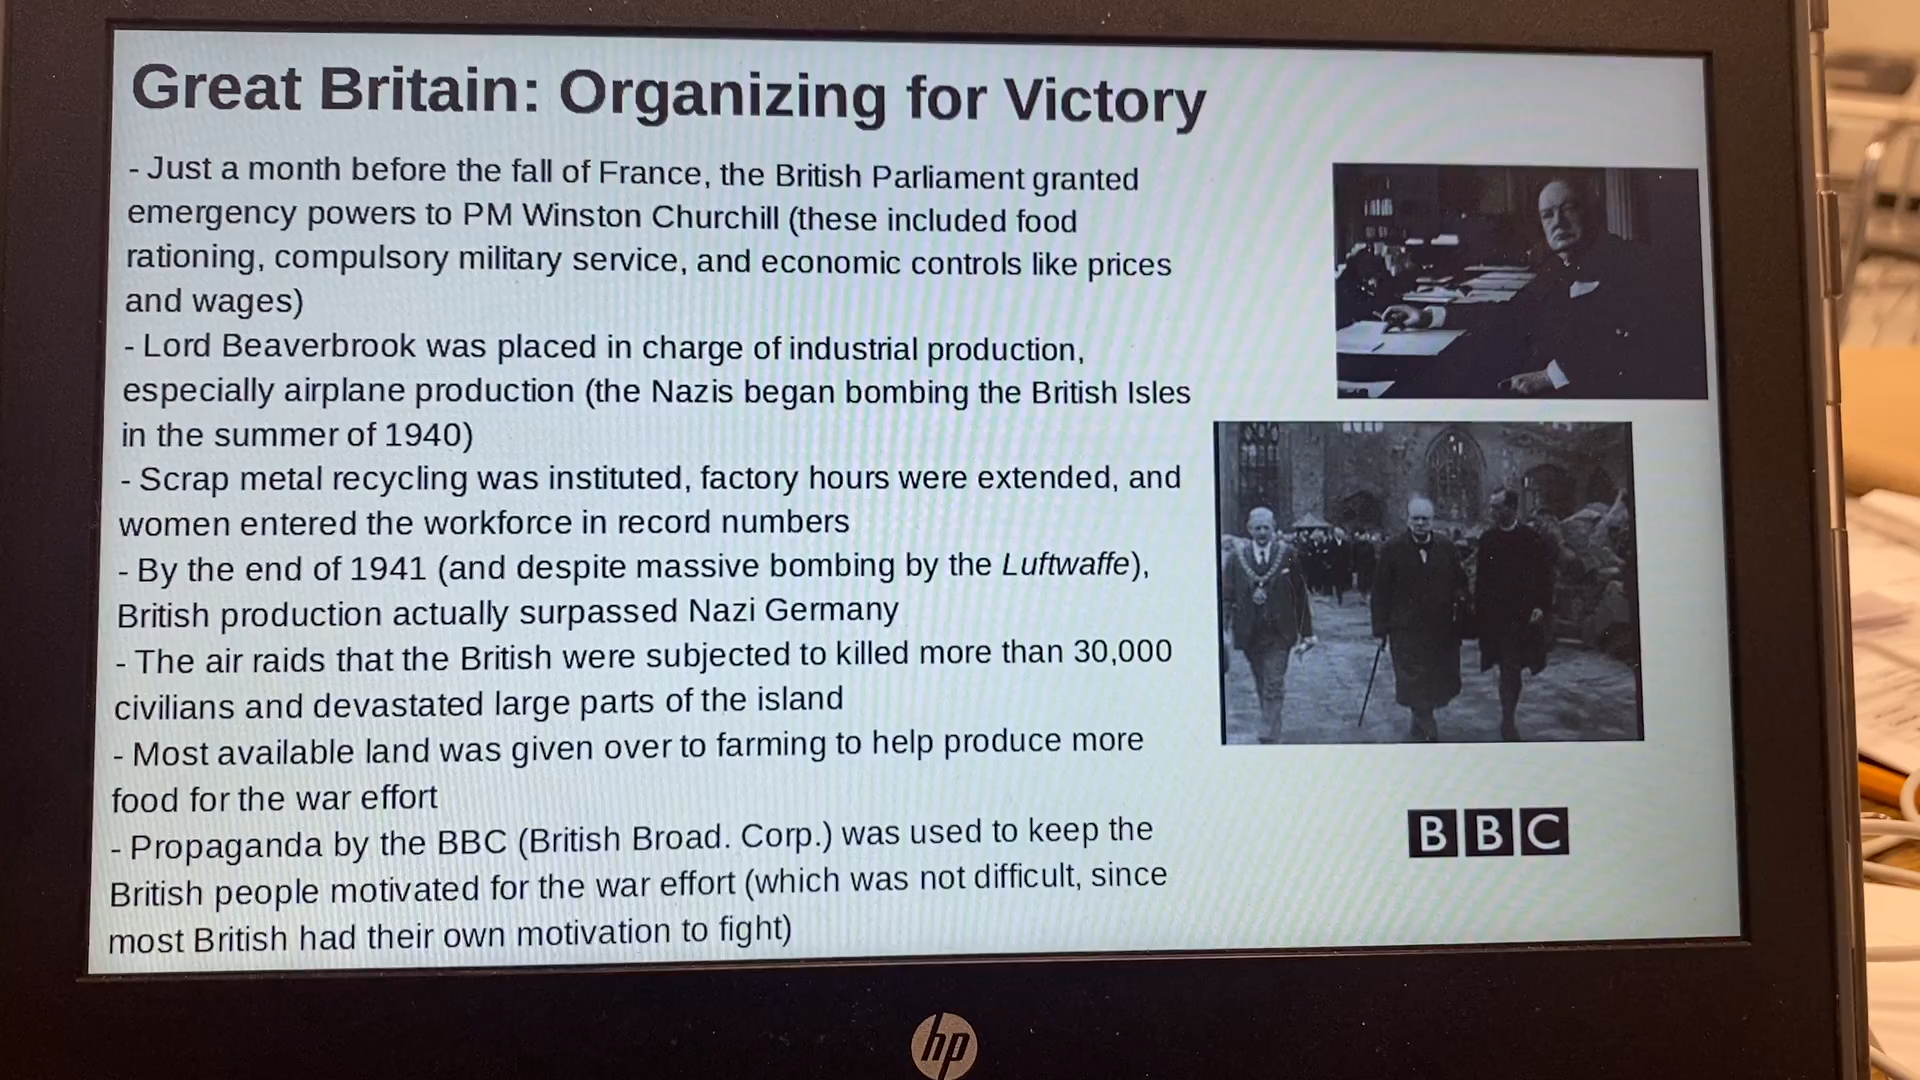 Great Britain: Organizing for Victory
- Just a month before the fall of France, the British Parliament granted
emergency powers to PM Winston Churchill (these included food
rationing, compulsory military service, and economic controls like prices
and wages)
- Lord Beaverbrook was placed in charge of industrial production,
especially airplane production (the Nazis began bombing the British Isles
in the summer of 1940)
- Scrap metal recycling was instituted, factory hours were extended, and
women entered the workforce in record numbers
- By the end of 1941 (and despite massive bombing by the Luftwaffe),
British production actually surpassed Nazi Germany
- The air raids that the British were subjected to killed more than 30,000
civilians and devastated large parts of the island
- Most available land was given over to farming to help produce more
food for the war effort
- Propaganda by the BBC (British Broad. Corp.) was used to keep the
British people motivated for the war effort (which was not difficult, since
most British had their own motivation to fight)
BBC
hp